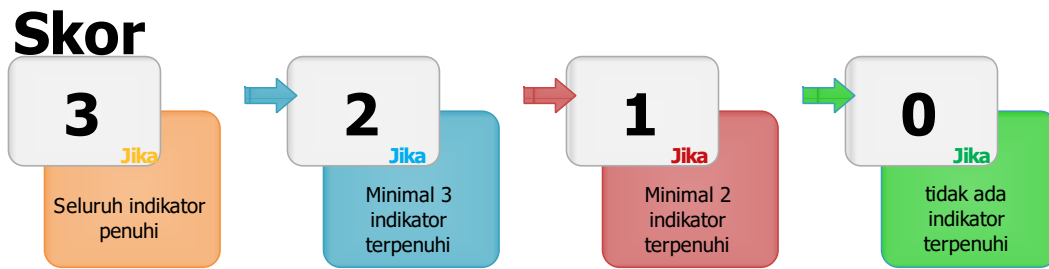 Skor
3
Jika
Seluruh indikator
penuhi
2
Jika
Minimal 3
indikator
terpenuhi
1
Jika
Minimal 2
indikator
terpenuhi
0
Jika
tidak ada
indikator
terpenuhi